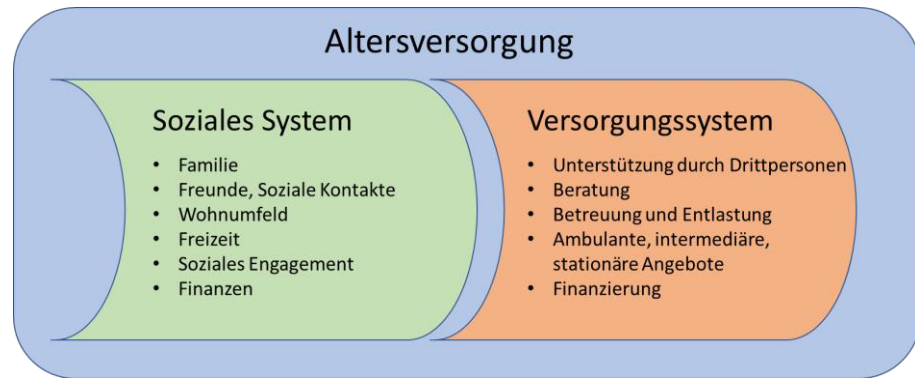 Altersversorgung
Soziales System
• Familie
• Freunde, Soziale Kontakte
• Wohnumfeld
• Freizeit
• Soziales Engagement
• Finanzen
Versorgungssystem
• Unterstützung durch Drittpersonen
• Beratung
• Betreuung und Entlastung
• Ambulante, intermediäre,
stationäre Angebote
• Finanzierung